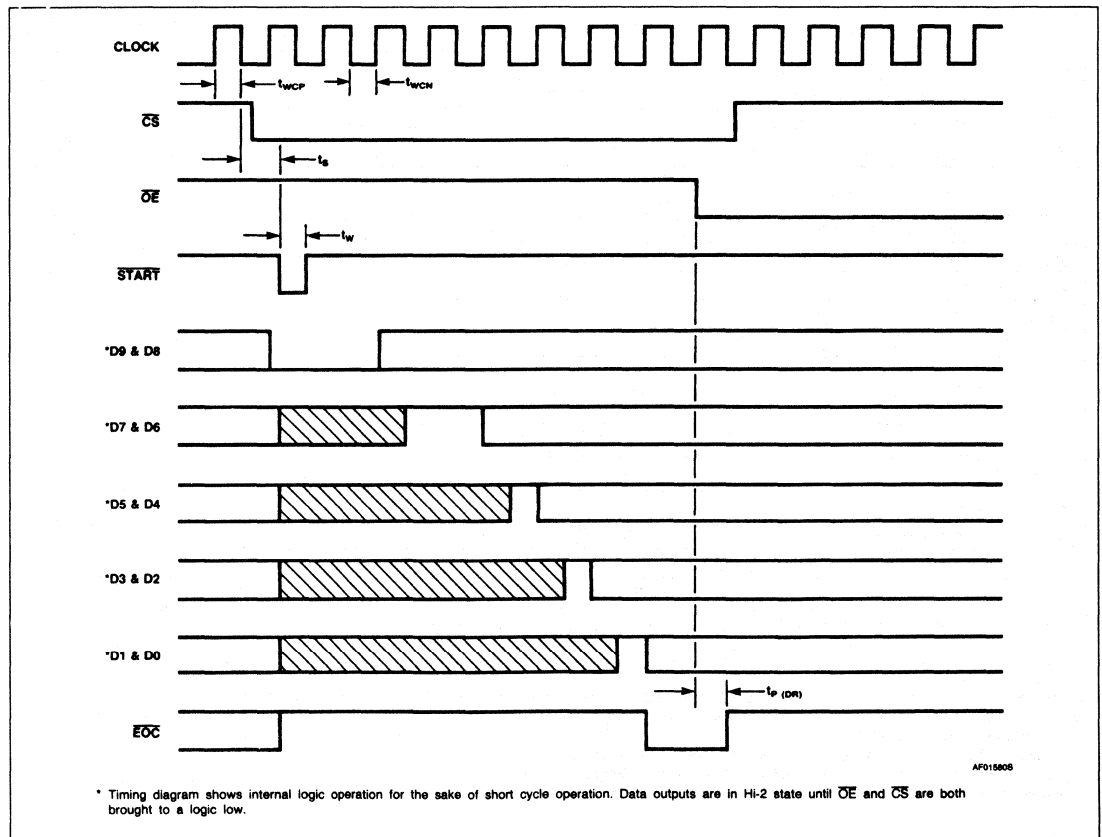 CLOCK
tWCP
tWCN
CS
tS
OE
tW
START
*D9 & D8
*D7 & D6
*D5 & D4
*D3 & D2
*D1 & D0
tP (DR)
EOC
AF01580S
* Timing diagram shows internal logic operation for the sake of short cycle operation. Data outputs are in Hi-2 state until OE and CS are both
brought to a logic low.